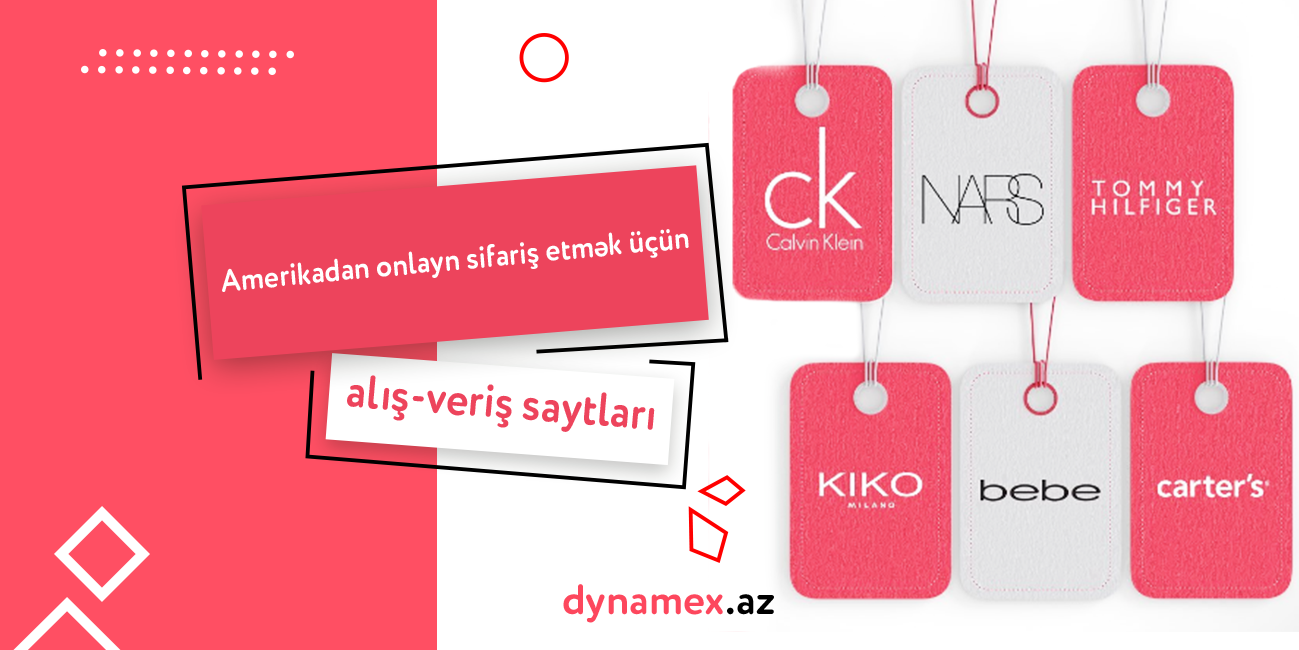 Amerikadan onlayn sifariş etmək üçün
alış-veriş saytları
ck
Calvin Klein
NARS
TOMMY
HILFIGER
KIKO
MILANO
bebe
carter's
dynamex.az